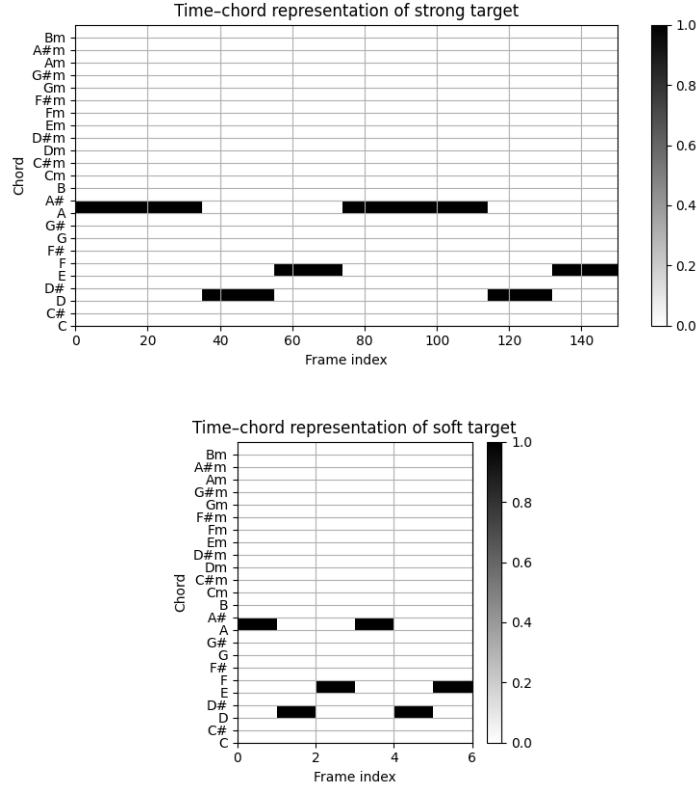 Time–chord representation of strong target
Bm
A#m
Am
G#m
Gm
F#m
Fm
Em
D#m
Dm
C#m
Cm
B
A#
A
G#
G
F#
F
E
D#
D
C#
C
Chord
0 20 40 60 80 100 120 140
Frame index
1.0
0.8
0.6
0.4
0.2
0.0
Time–chord representation of soft target
Bm
A#m
Am
G#m
Gm
F#m
Fm
Em
D#m
Dm
C#m
Cm
B
A#
A
G#
G
F#
F
E
D#
D
C#
C
Chord
0 2 4 6
Frame index
1.0
0.8
0.6
0.4
0.2
0.0